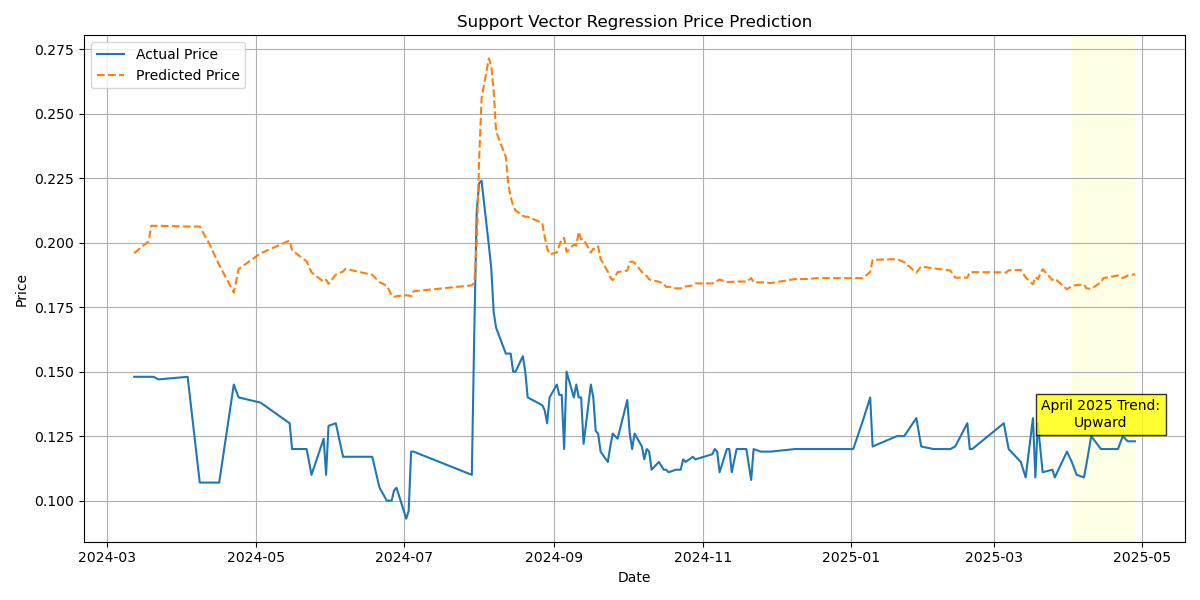 Support Vector Regression Price Prediction
Actual Price
Predicted Price
0.275
0.250
0.225
0.200
0.175
0.150
0.125
0.100
Price
April 2025 Trend:
Upward
2024-03
2024-05
2024-07
2024-09
2024-11
2025-01
2025-03
2025-05
Date